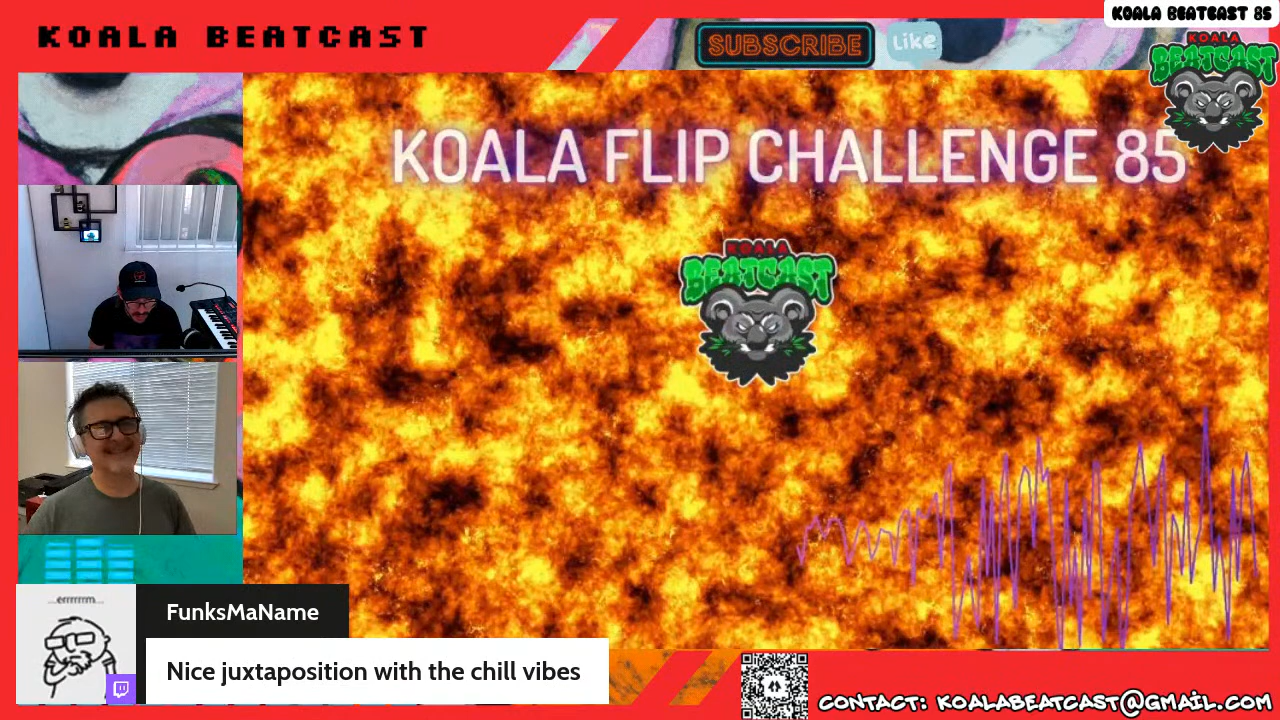 KOALA BEATCAST 85
KOALA BEATCAST
SUBSCRIBE
Like
KOALA
BEATCAST
KOALA FLIP CHALLENGE 85
KOALA
BEATCAST
errrrrrm...
FunksMaName
Nice juxtaposition with the chill vibes
CONTACT: KOALABEATCAST@GMAIL.COM